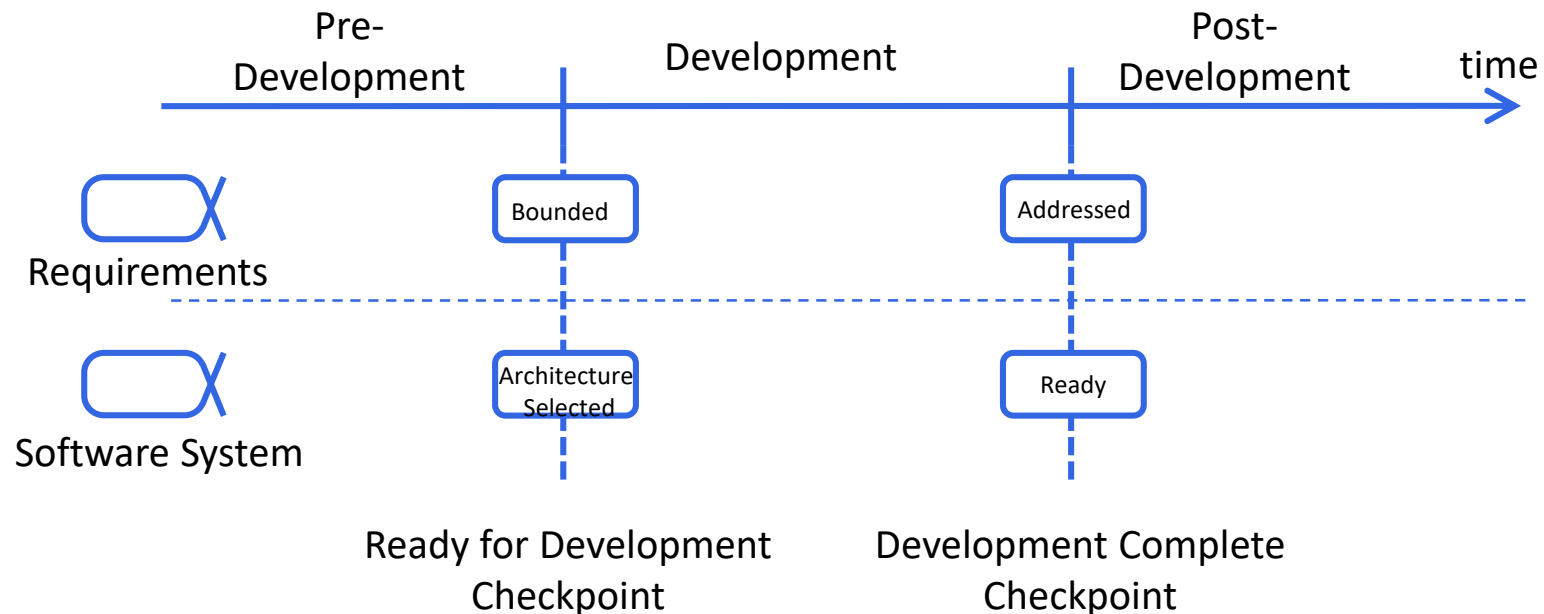 Pre-
Development
Development
Post-
Development
time
Bounded
Addressed
Requirements
Architecture
Selected
Ready
Software System
Ready for Development
Checkpoint
Development Complete
Checkpoint